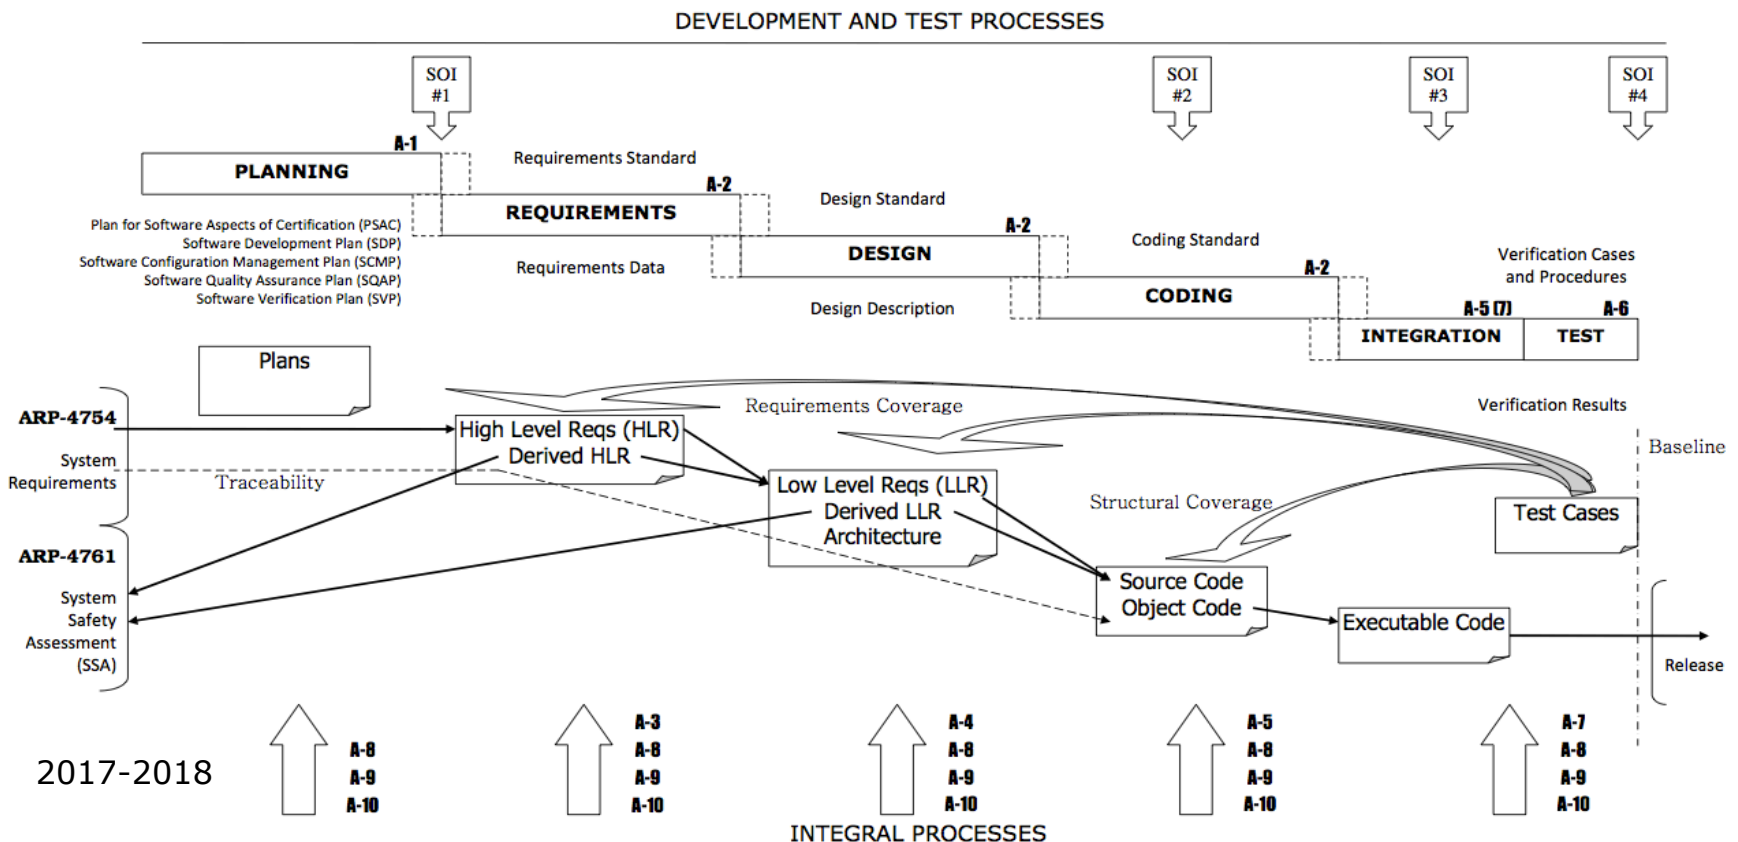 DEVELOPMENT AND TEST PROCESSES
SOI
#1
SOI
#2
SOI
#3
SOI
#4
A-1
PLANNING
Requirements Standard
A-2
REQUIREMENTS
Design Standard
A-2
DESIGN
Coding Standard
A-2
CODING
Verification Cases
and Procedures
A-5 (7)
A-6
INTEGRATION
TEST
Plan for Software Aspects of Certification (PSAC)
Software Development Plan (SDP)
Software Configuration Management Plan (SCMP)
Software Quality Assurance Plan (SQAP)
Software Verification Plan (SVP)
Requirements Data
Design Description
Plans
ARP-4754
System
Requirements
Traceability
High Level Reqs (HLR)
Derived HLR
Requirements Coverage
Verification Results
Baseline
Low Level Reqs (LLR)
Derived LLR
Architecture
Structural Coverage
Test Cases
ARP-4761
System
Safety
Assessment
(SSA)
Source Code
Object Code
Executable Code
Release
A-8
A-9
A-10
A-3
A-8
A-9
A-10
A-4
A-8
A-9
A-10
A-5
A-8
A-9
A-10
A-7
A-8
A-9
A-10
2017-2018
INTEGRAL PROCESSES